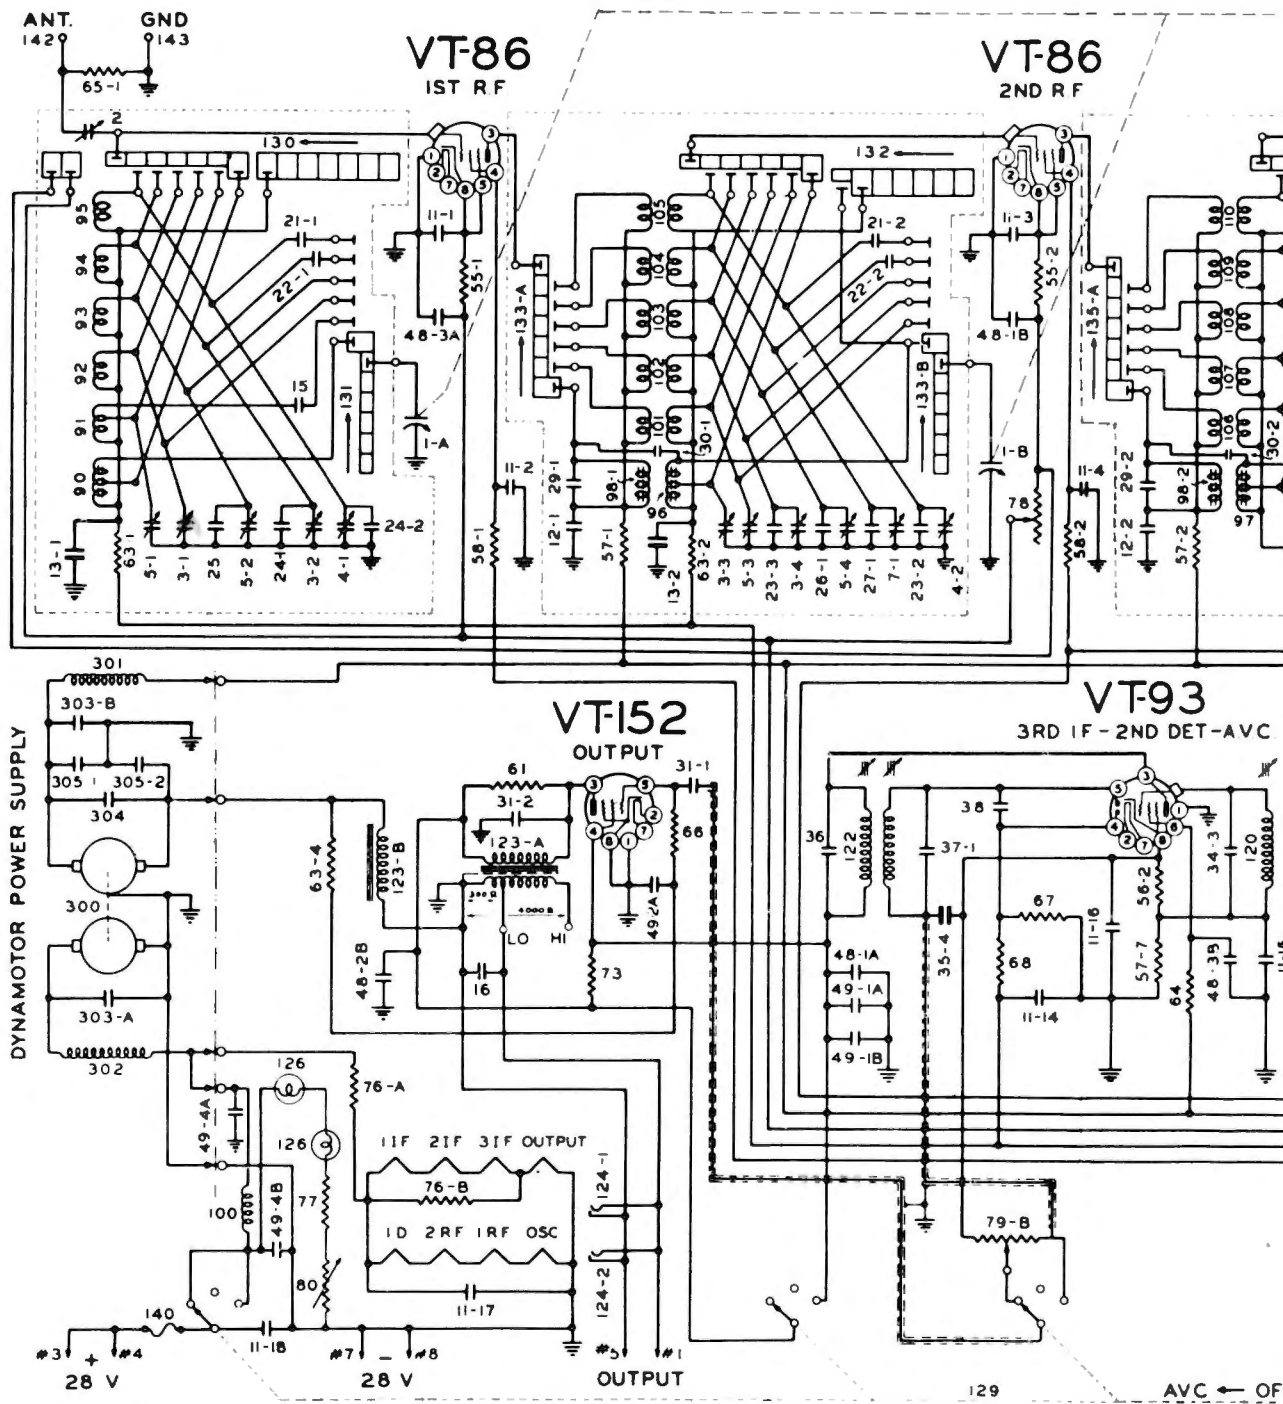 ANT.
142
GND
143
65-1
VT-86
1ST RF
VT-86
2ND RF
2
130
132
95
94
93
92
91
90
21-1
22-1
15
131
1-A
11-1
55-1
48-3A
11-2
58-1
13-1
63-1
5-1
3-1
25
5-2
24-1
3-2
4-1
24-2
133-A
105
104
103
102
101
30-1
29-1
98-1
96
12-1
57-1
13-2
63-2
3-3
5-3
23-3
3-4
26-1
5-4
27-1
7-1
23-2
4-2
21-2
22-2
133-B
1-B
11-3
55-2
48-1B
78
11-4
58-2
135-A
110
109
108
107
106
30-2
29-2
98-2
97
12-2
57-2
DYNAMOTOR POWER SUPPLY
301
303-B
305-1
305-2
304
300
303-A
302
VT-152
OUTPUT
61
31-2
123-A
31-1
66
63-4
123-B
300 Ω
4000 Ω
LO
HI
49-2A
48-2B
16
73
VT-93
3RD IF-2ND DET-AVC
36
122
37-1
38
34-3
120
56-2
67
11-16
68
57-7
35-4
64
48-3B
11-14
48-1A
49-1A
49-1B
49-4A
126
126
76-A
1IF 2IF 3IF OUTPUT
76-B
1D 2RF 1RF OSC
11-17
77
80
100
49-4B
140
11-18
124-1
124-2
79-B
#3
+
#4
28 V
#7
-
#8
28 V
#5
#1
OUTPUT
129
AVC ← OF